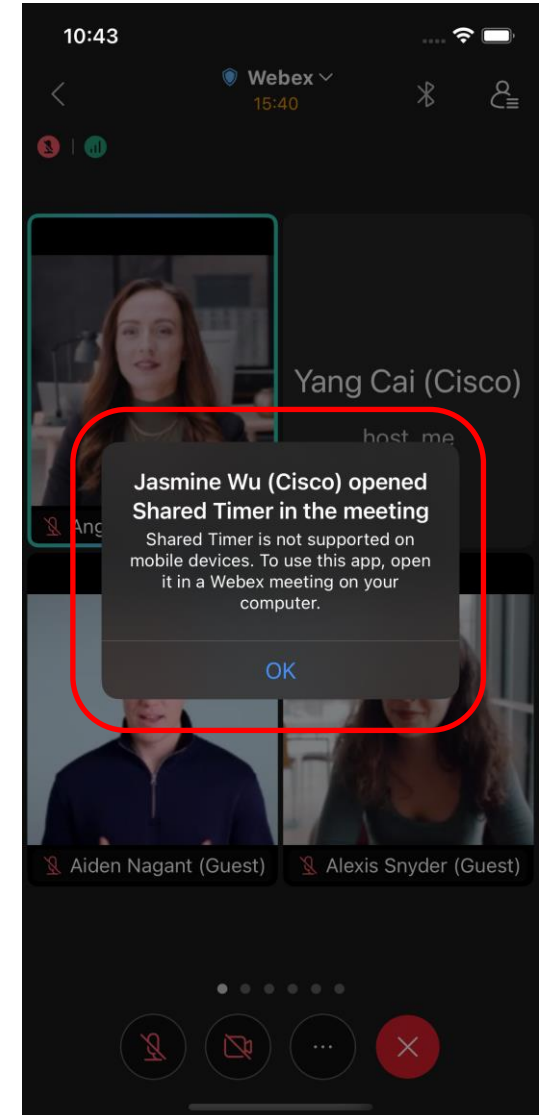 10:43
Webex
15:40
Yang Cai (Cisco)
host, me
Jasmine Wu (Cisco) opened
Shared Timer in the meeting
Shared Timer is not supported on
mobile devices. To use this app, open
it in a Webex meeting on your
computer.
OK
Ang
Aiden Nagant (Guest)
Alexis Snyder (Guest)